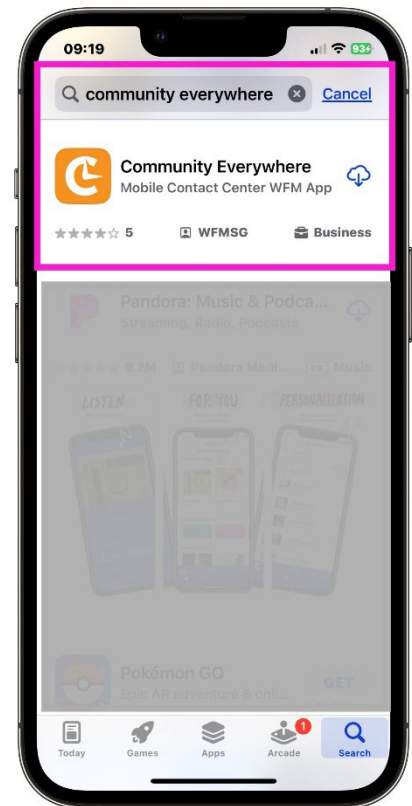 09:19
93
community everywhere
Cancel
Community Everywhere
Mobile Contact Center WFM App
5
WFMSG
Business
Pandora: Music & Podca...
Streaming, Radio, Podcasts
9.7M
Pandora Medi...
Music
LISTEN
FOR YOU
PERSONALIZATION
Pokémon GO
Epic AR adventure & onli...
GET
Today
Games
Apps
Arcade
1
Search